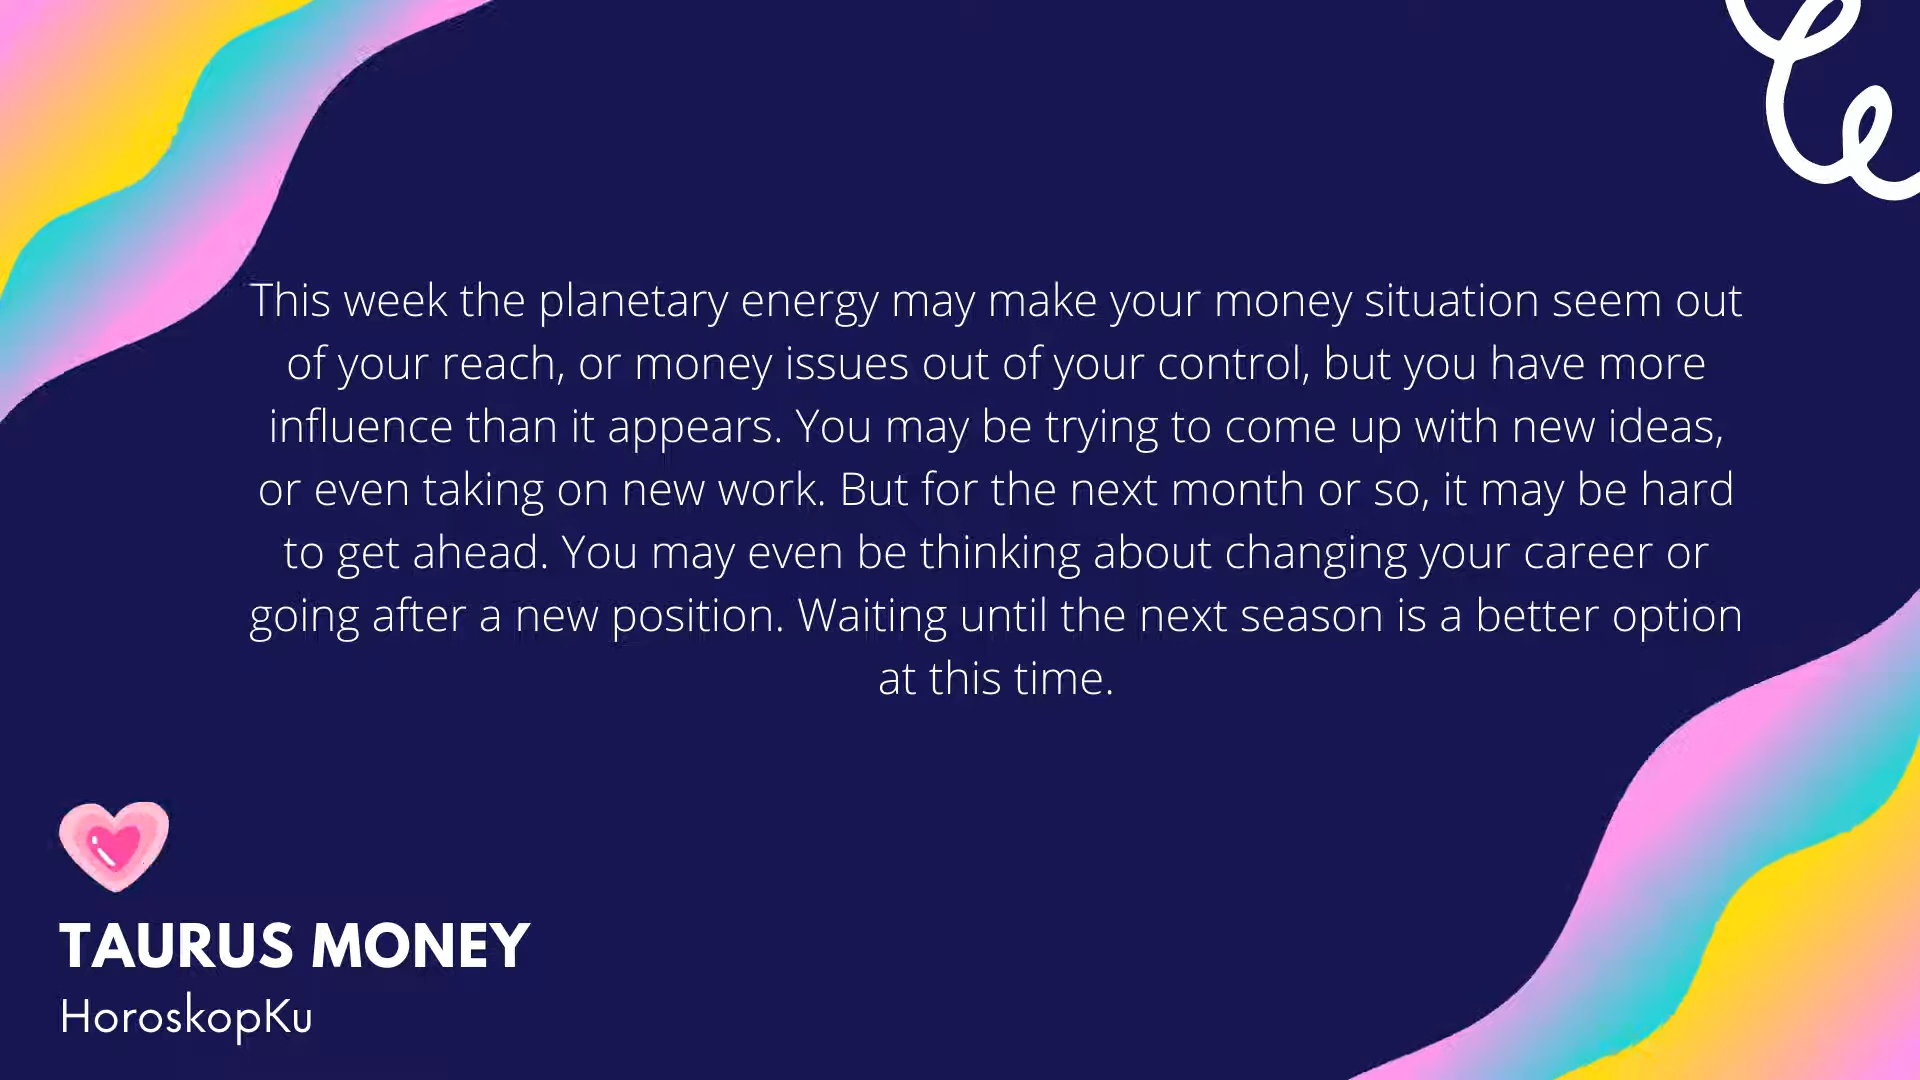 This week the planetary energy may make your money situation seem out
of your reach, or money issues out of your control, but you have more
influence than it appears. You may be trying to come up with new ideas,
or even taking on new work. But for the next month or so, it may be hard
to get ahead. You may even be thinking about changing your career or
going after a new position. Waiting until the next season is a better option
at this time.
TAURUS MONEY
HoroskopKu